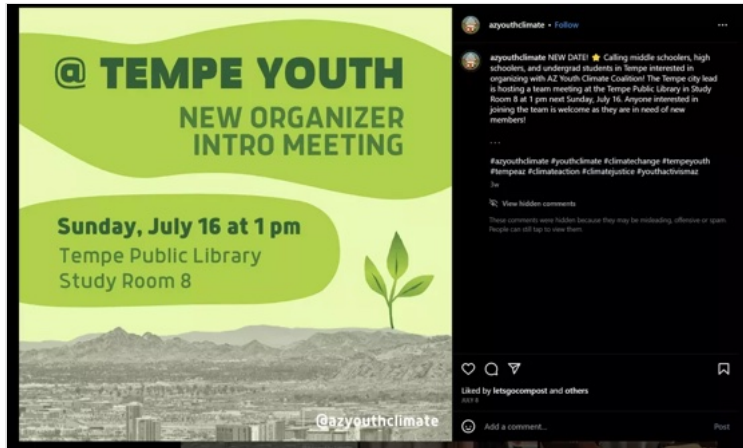 @ TEMPE YOUTH
NEW ORGANIZER
INTRO MEETING
Sunday, July 16 at 1 pm
Tempe Public Library
Study Room 8
@azyouthclimate
azyouthclimate • Follow
azyouthclimate NEW DATE! ⭐ Calling middle schoolers, high
schoolers, and undergrad students in Tempe interested in
organizing with AZ Youth Climate Coalition! The Tempe city lead
is hosting a team meeting at the Tempe Public Library in Study
Room 8 at 1 pm next Sunday, July 16. Anyone interested in
joining the team is welcome as they are in need of new
members!
...
#azyouthclimate #youthclimate #climatechange #tempeyouth
#tempeaz #climateaction #climatejustice #youthactivismaz
3w
View hidden comments
These comments were hidden because they may be misleading, offensive or spam.
People can still tap to view them.
Liked by letsgocompost and others
JULY 8
Add a comment...
Post